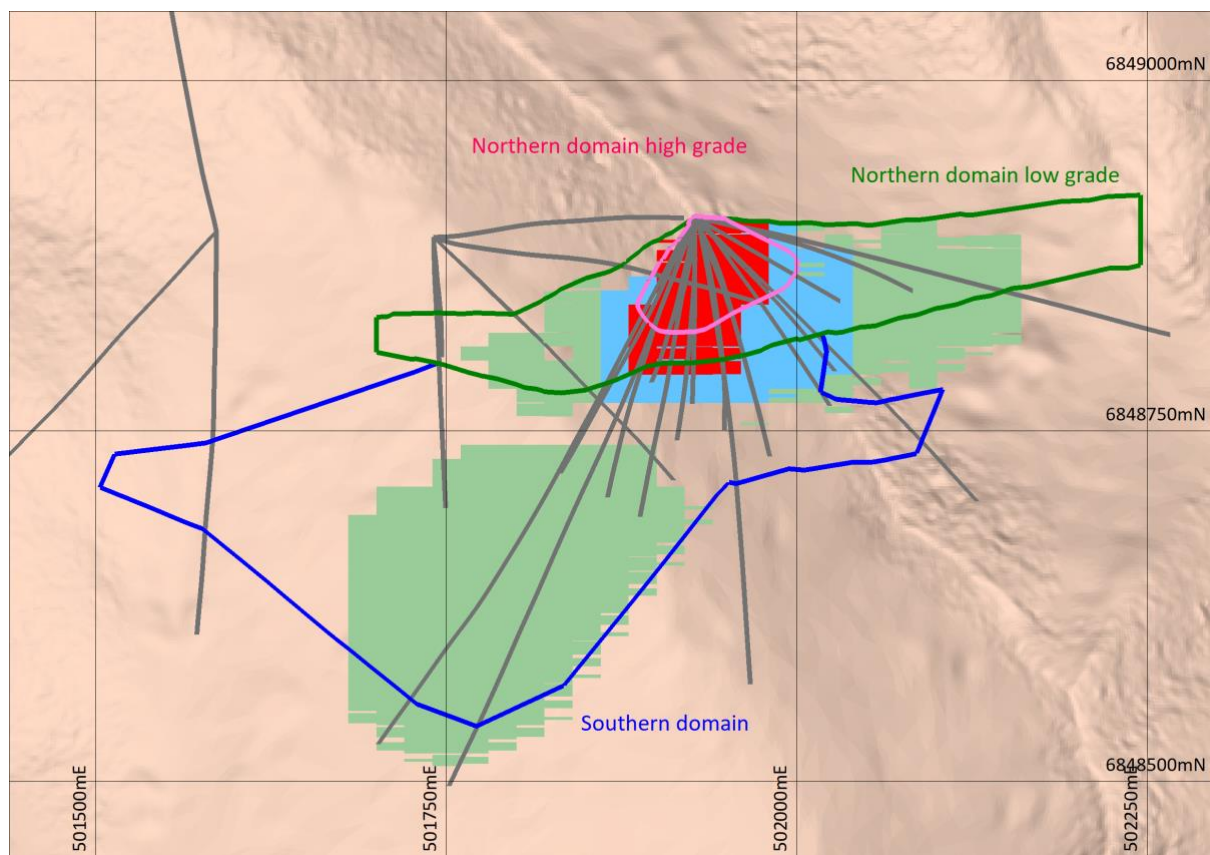 6849000mN
Northern domain high grade
Northern domain low grade
6848750mN
Southern domain
6848500mN
501500mE
501750mE
502000mE
502250mE